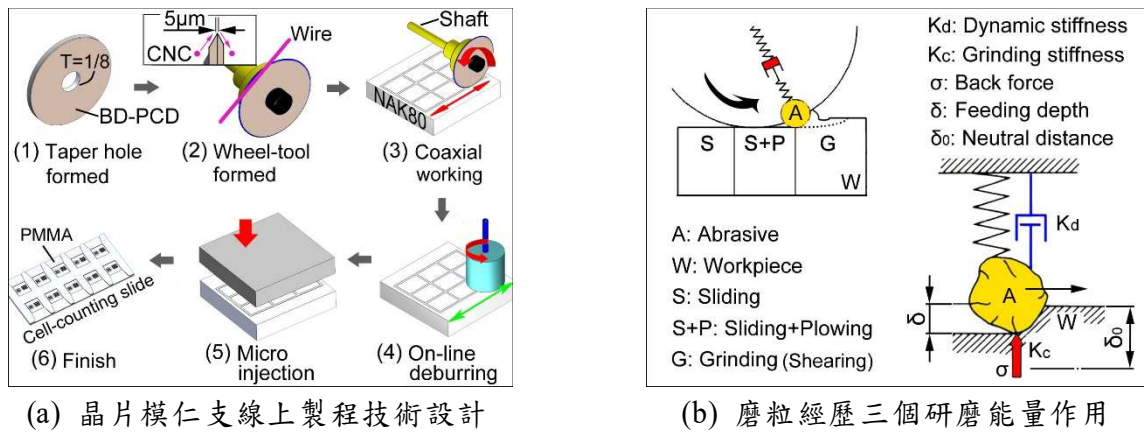 5μm
CNC
T=1/8
BD-PCD
(1) Taper hole
formed
Wire
(2) Wheel-tool
formed
Shaft
NAK80
(3) Coaxial
working
(4) On-line
deburring
(5) Micro
injection
PMMA
Cell-counting slide
(6) Finish
(a) 晶片模仁支線上製程技術設計
A
S
S+P
G
W
A: Abrasive
W: Workpiece
S: Sliding
S+P: Sliding+Plowing
G: Grinding (Shearing)
Kd: Dynamic stiffness
Kc: Grinding stiffness
σ: Back force
δ: Feeding depth
δ0: Neutral distance
Kd
A
W
δ
δ0
Kc
σ
(b) 磨粒經歷三個研磨能量作用